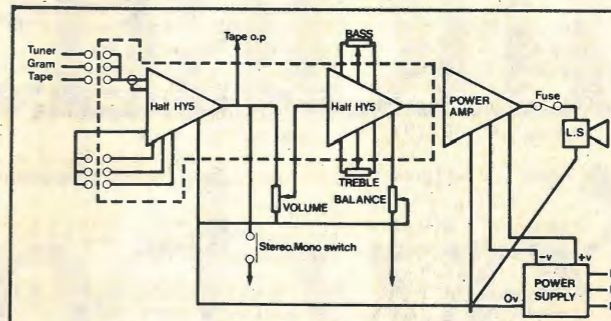 Tape o.p
BASS
Tuner
Gram
Tape
Half HY5
Half HY5
POWER
AMP
Fuse
L.S
VOLUME
TREBLE
BALANCE
Stereo.Mono switch
-v
+v
Ov
POWER
SUPPLY